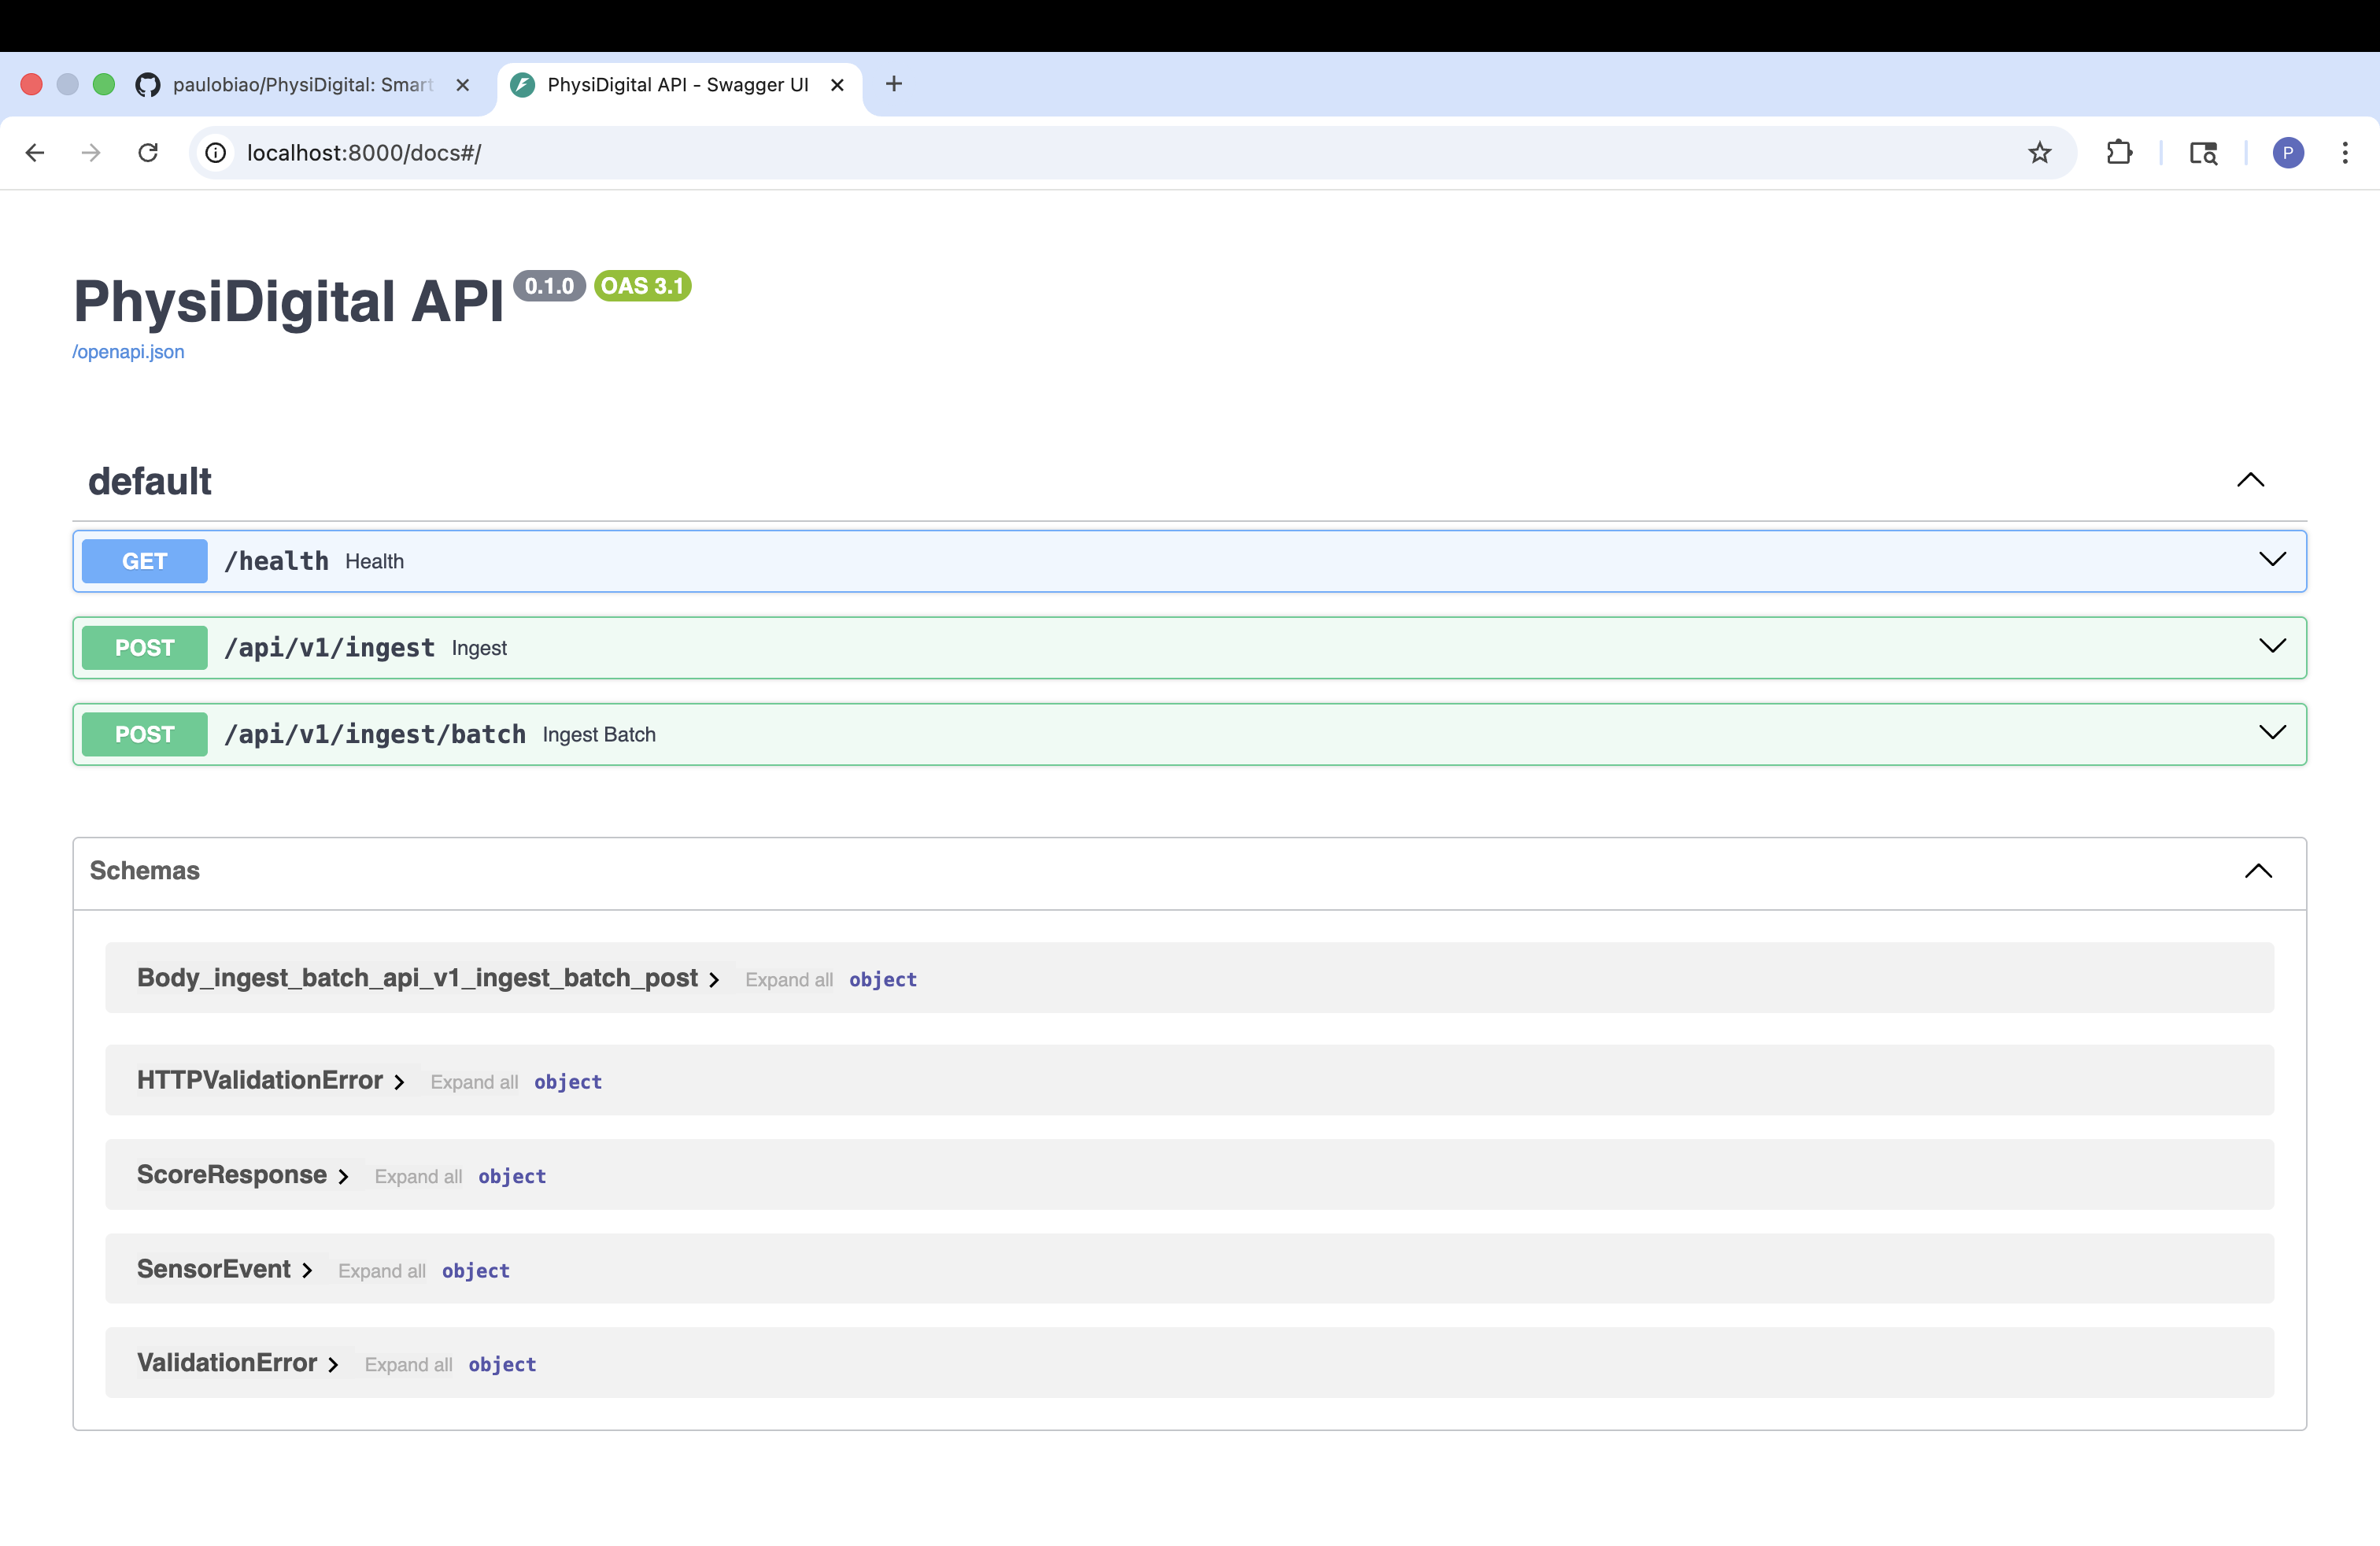 paulobiao/PhysiDigital: Smart
PhysiDigital API - Swagger UI
localhost:8000/docs#/
P
PhysiDigital API 0.1.0 OAS 3.1
/openapi.json
default
GET /health Health
POST /api/v1/ingest Ingest
POST /api/v1/ingest/batch Ingest Batch
Schemas
Body_ingest_batch_api_v1_ingest_batch_post Expand all object
HTTPValidationError Expand all object
ScoreResponse Expand all object
SensorEvent Expand all object
ValidationError Expand all object